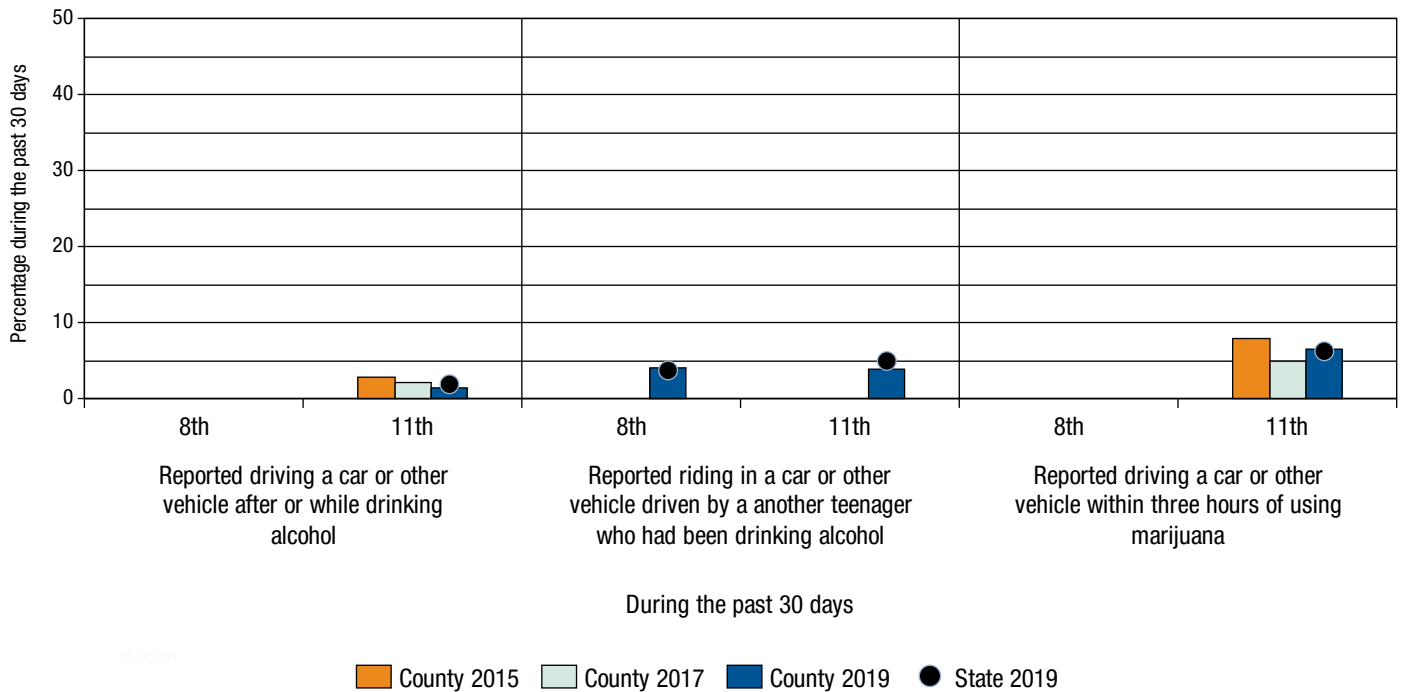 50
40
30
20
10
0
Percentage during the past 30 days
8th
11th
8th
11th
8th
11th
Reported driving a car or other
vehicle after or while drinking
alcohol
Reported riding in a car or other
vehicle driven by a another teenager
who had been drinking alcohol
Reported driving a car or other
vehicle within three hours of using
marijuana
During the past 30 days
County 2015
County 2017
County 2019
State 2019